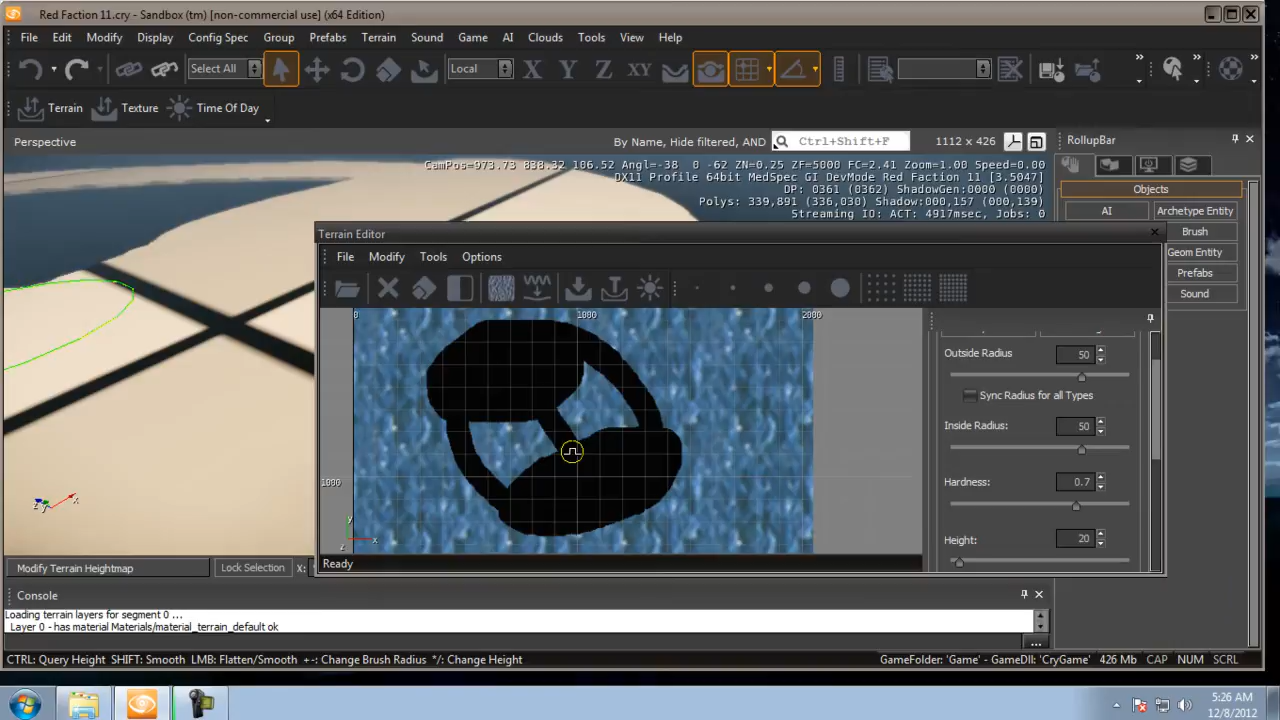 Red Faction 11.cry - Sandbox (tm) [non-commercial use] (x64 Edition)
File Edit Modify Display Config Spec Group Prefabs Terrain Sound Game AI Clouds Tools View Help
Select All Local X Y Z XY
Terrain Texture Time Of Day
Perspective By Name, Hide filtered, AND Ctrl+Shift+F 1112 x 426 RollupBar
CamPos=973.73 838.32 106.52 Angl=-38 0 -62 ZN=0.25 ZF=5000 FC=2.41 Zoom=1.00 Speed=0.00
DX11 Profile 64bit MedSpec GI DevMode Red Faction 11 [3.5047]
DP: 0361 (0362) ShadowGen:0000 (0000)
Polys: 339,891 (336,030) Shadow:000,157 (000,139)
Streaming IO: ACT: 4917msec, Jobs: 0
Objects
AI Archetype Entity
Brush
Geom Entity
Prefabs
Sound
Terrain Editor
File Modify Tools Options
0 1000 2000
1000
y
x
z
Outside Radius 50
Sync Radius for all Types
Inside Radius: 50
Hardness: 0.7
Height: 20
Ready
z y x
Modify Terrain Heightmap Lock Selection X:
Console
Loading terrain layers for segment 0 ...
Layer 0 - has material Materials/material_terrain_default ok
CTRL: Query Height SHIFT: Smooth LMB: Flatten/Smooth +-: Change Brush Radius */: Change Height GameFolder: 'Game' - GameDll: 'CryGame' 426 Mb CAP NUM SCRL
5:26 AM
12/8/2012